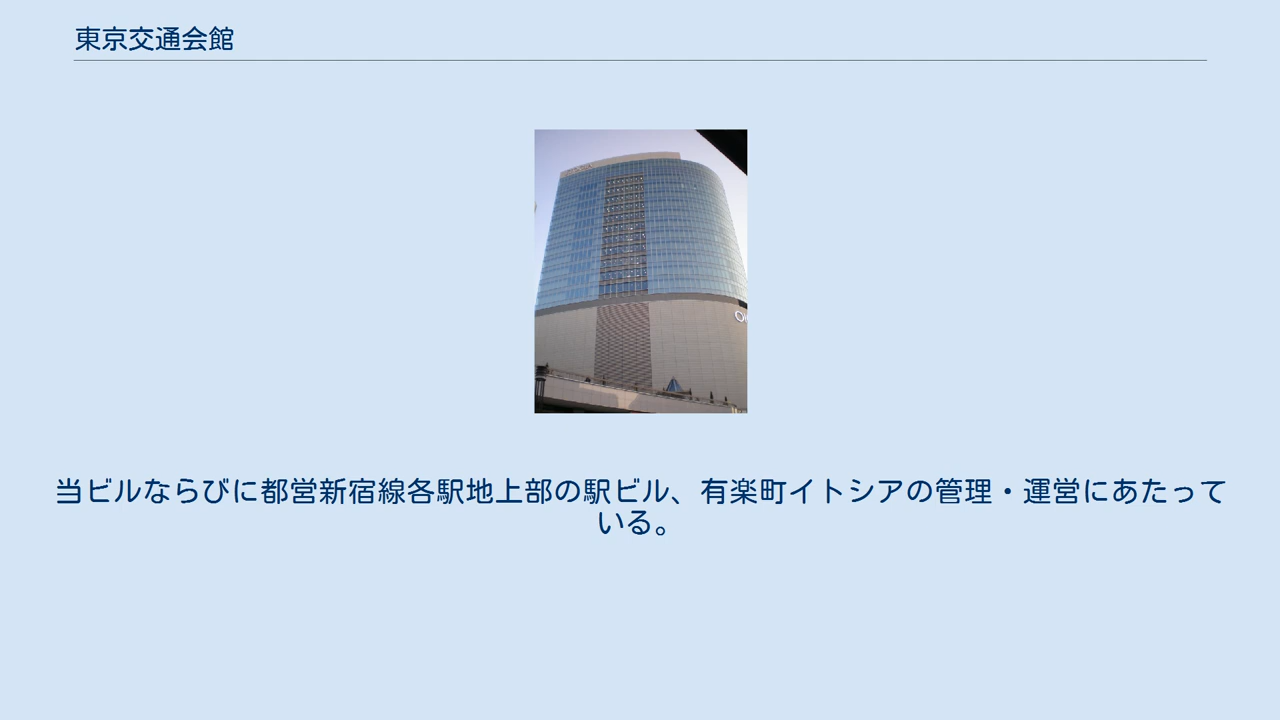 東京交通会館
当ビルならびに都営新宿線各駅地上部の駅ビル、有楽町イトシアの管理・運営にあたって
いる。